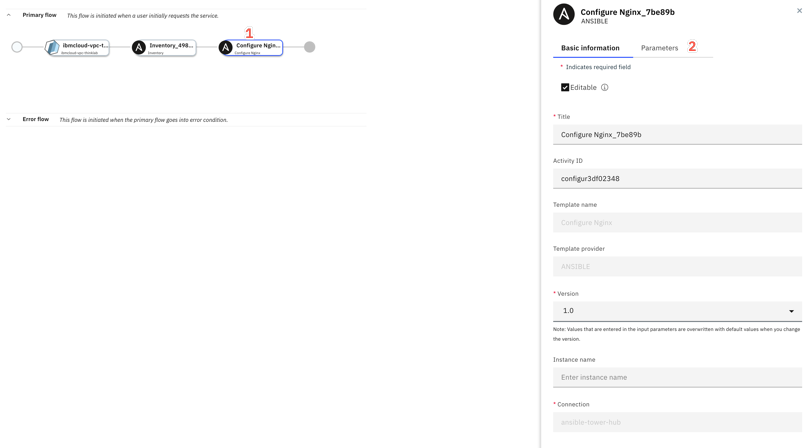 Primary flow This flow is initiated when a user initially requests the service.
1
ibmcloud-vpc-t...
ibmcloud-vpc-thinklab
Inventory_498...
Inventory
Configure Ngin...
Configure Nginx
Error flow This flow is initiated when the primary flow goes into error condition.
Configure Nginx_7be89b
ANSIBLE
Basic information Parameters 2
* Indicates required field
Editable
* Title
Configure Nginx_7be89b
Activity ID
configur3df02348
Template name
Configure Nginx
Template provider
ANSIBLE
* Version
1.0
Note: Values that are entered in the input parameters are overwritten with default values when you change
the version.
Instance name
Enter instance name
* Connection
ansible-tower-hub